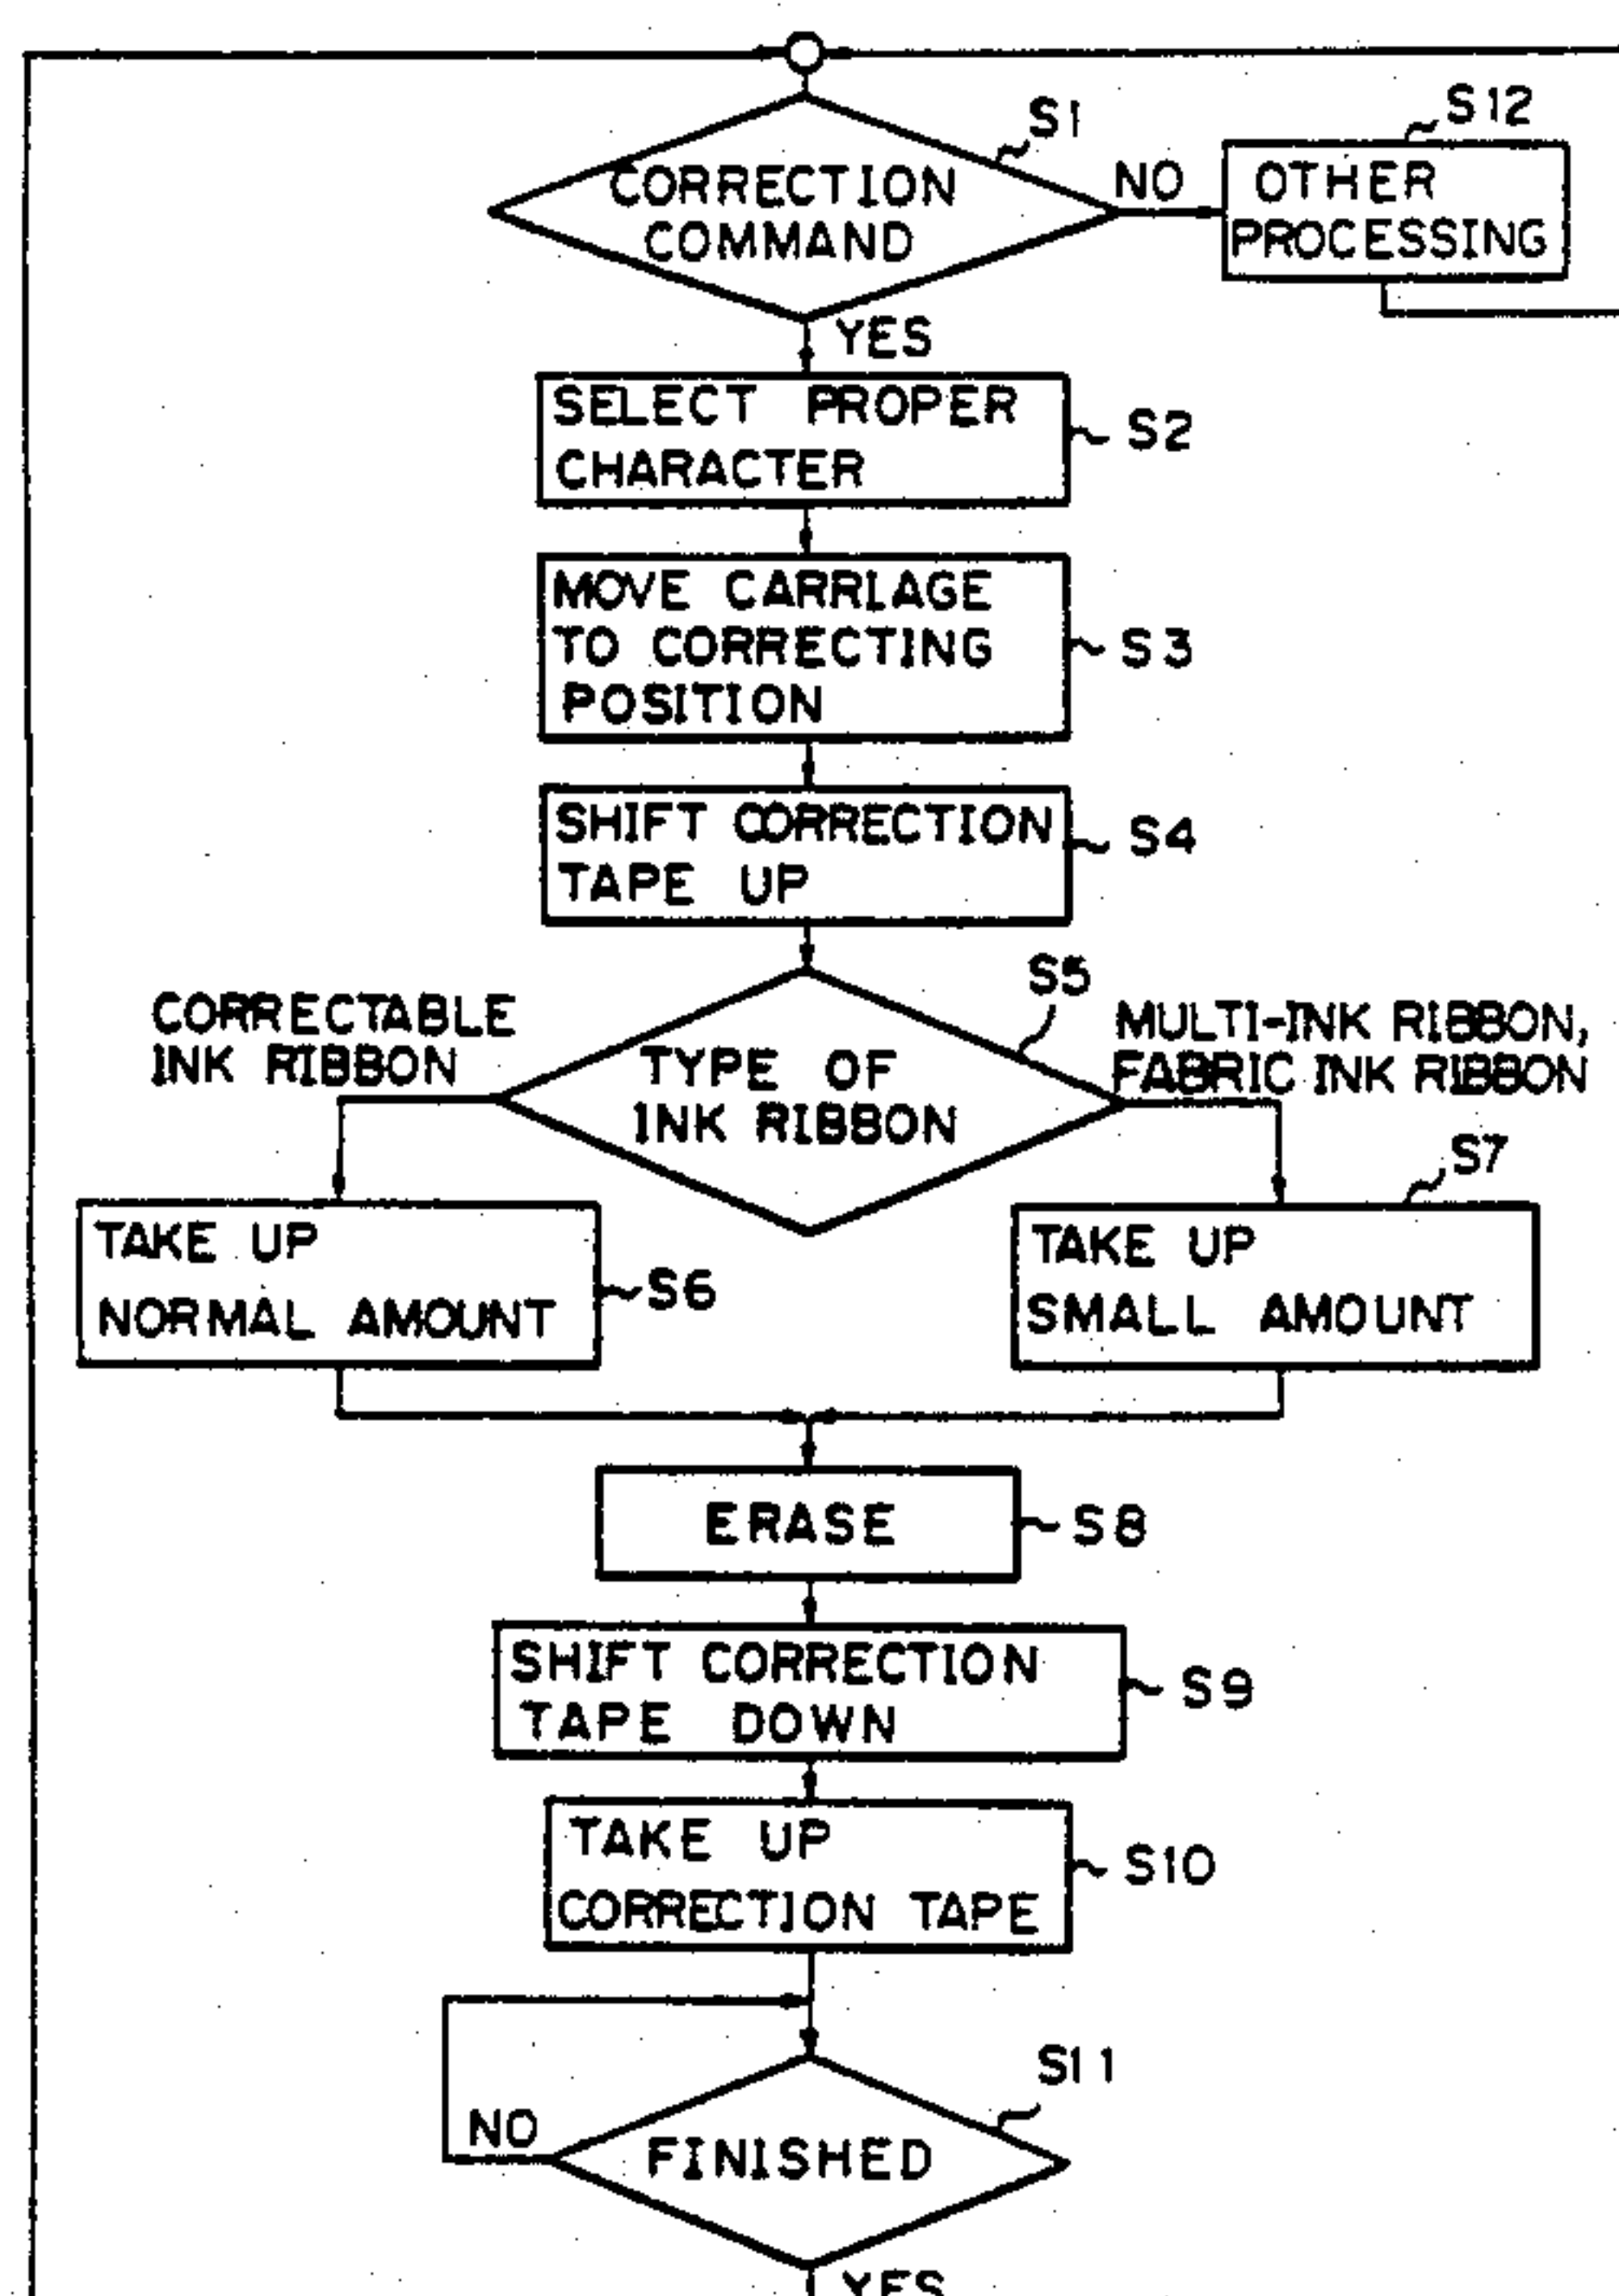 S1
CORRECTION
COMMAND
NO
S12
OTHER
PROCESSING
YES
SELECT PROPER
CHARACTER
S2
MOVE CARRIAGE
TO CORRECTING
POSITION
S3
SHIFT CORRECTION
TAPE UP
S4
S5
CORRECTABLE
INK RIBBON
TYPE OF
INK RIBBON
MULTI-INK RIBBON,
FABRIC INK RIBBON
TAKE UP
NORMAL AMOUNT
S6
S7
TAKE UP
SMALL AMOUNT
ERASE
S8
SHIFT CORRECTION
TAPE DOWN
S9
TAKE UP
CORRECTION TAPE
S10
S11
NO
FINISHED
YES